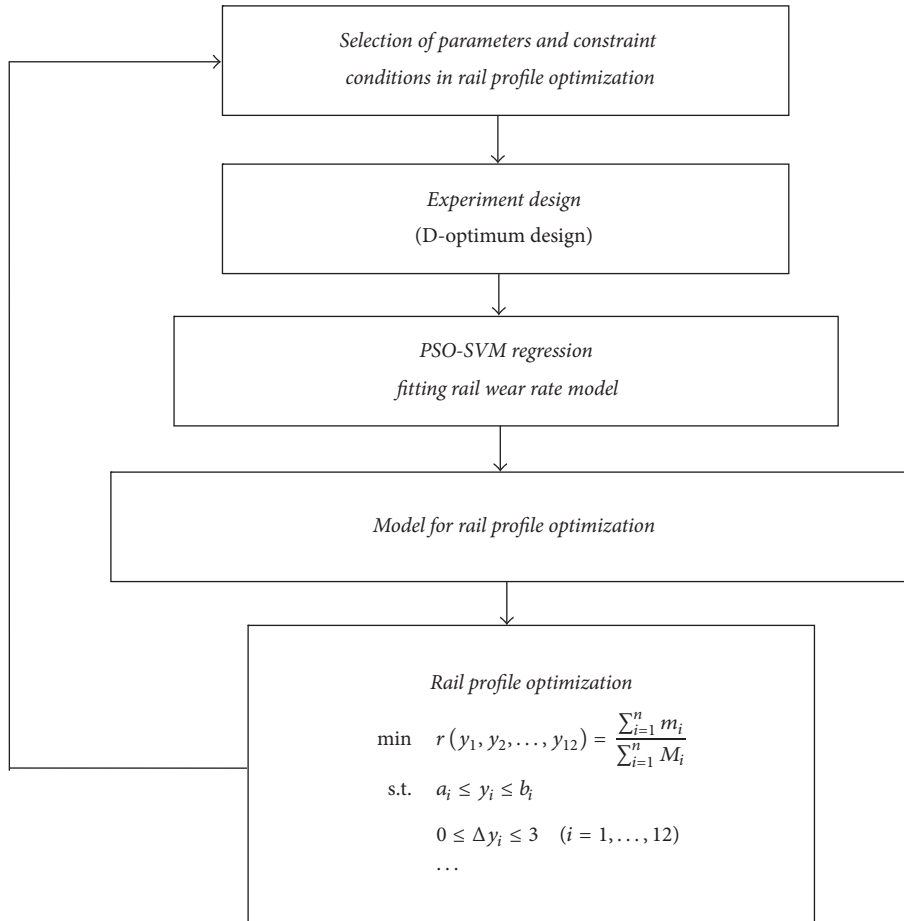 Selection of parameters and constraint
conditions in rail profile optimization
Experiment design
(D-optimum design)
PSO-SVM regression
fitting rail wear rate model
Model for rail profile optimization
Rail profile optimization
min r (y₁, y₂, . . . , y₁₂) = ∑ⁿᵢ₌₁ mᵢ / ∑ⁿᵢ₌₁ Mᵢ
s.t. aᵢ ≤ yᵢ ≤ bᵢ
0 ≤ Δyᵢ ≤ 3 (i = 1, . . . , 12)
· · ·